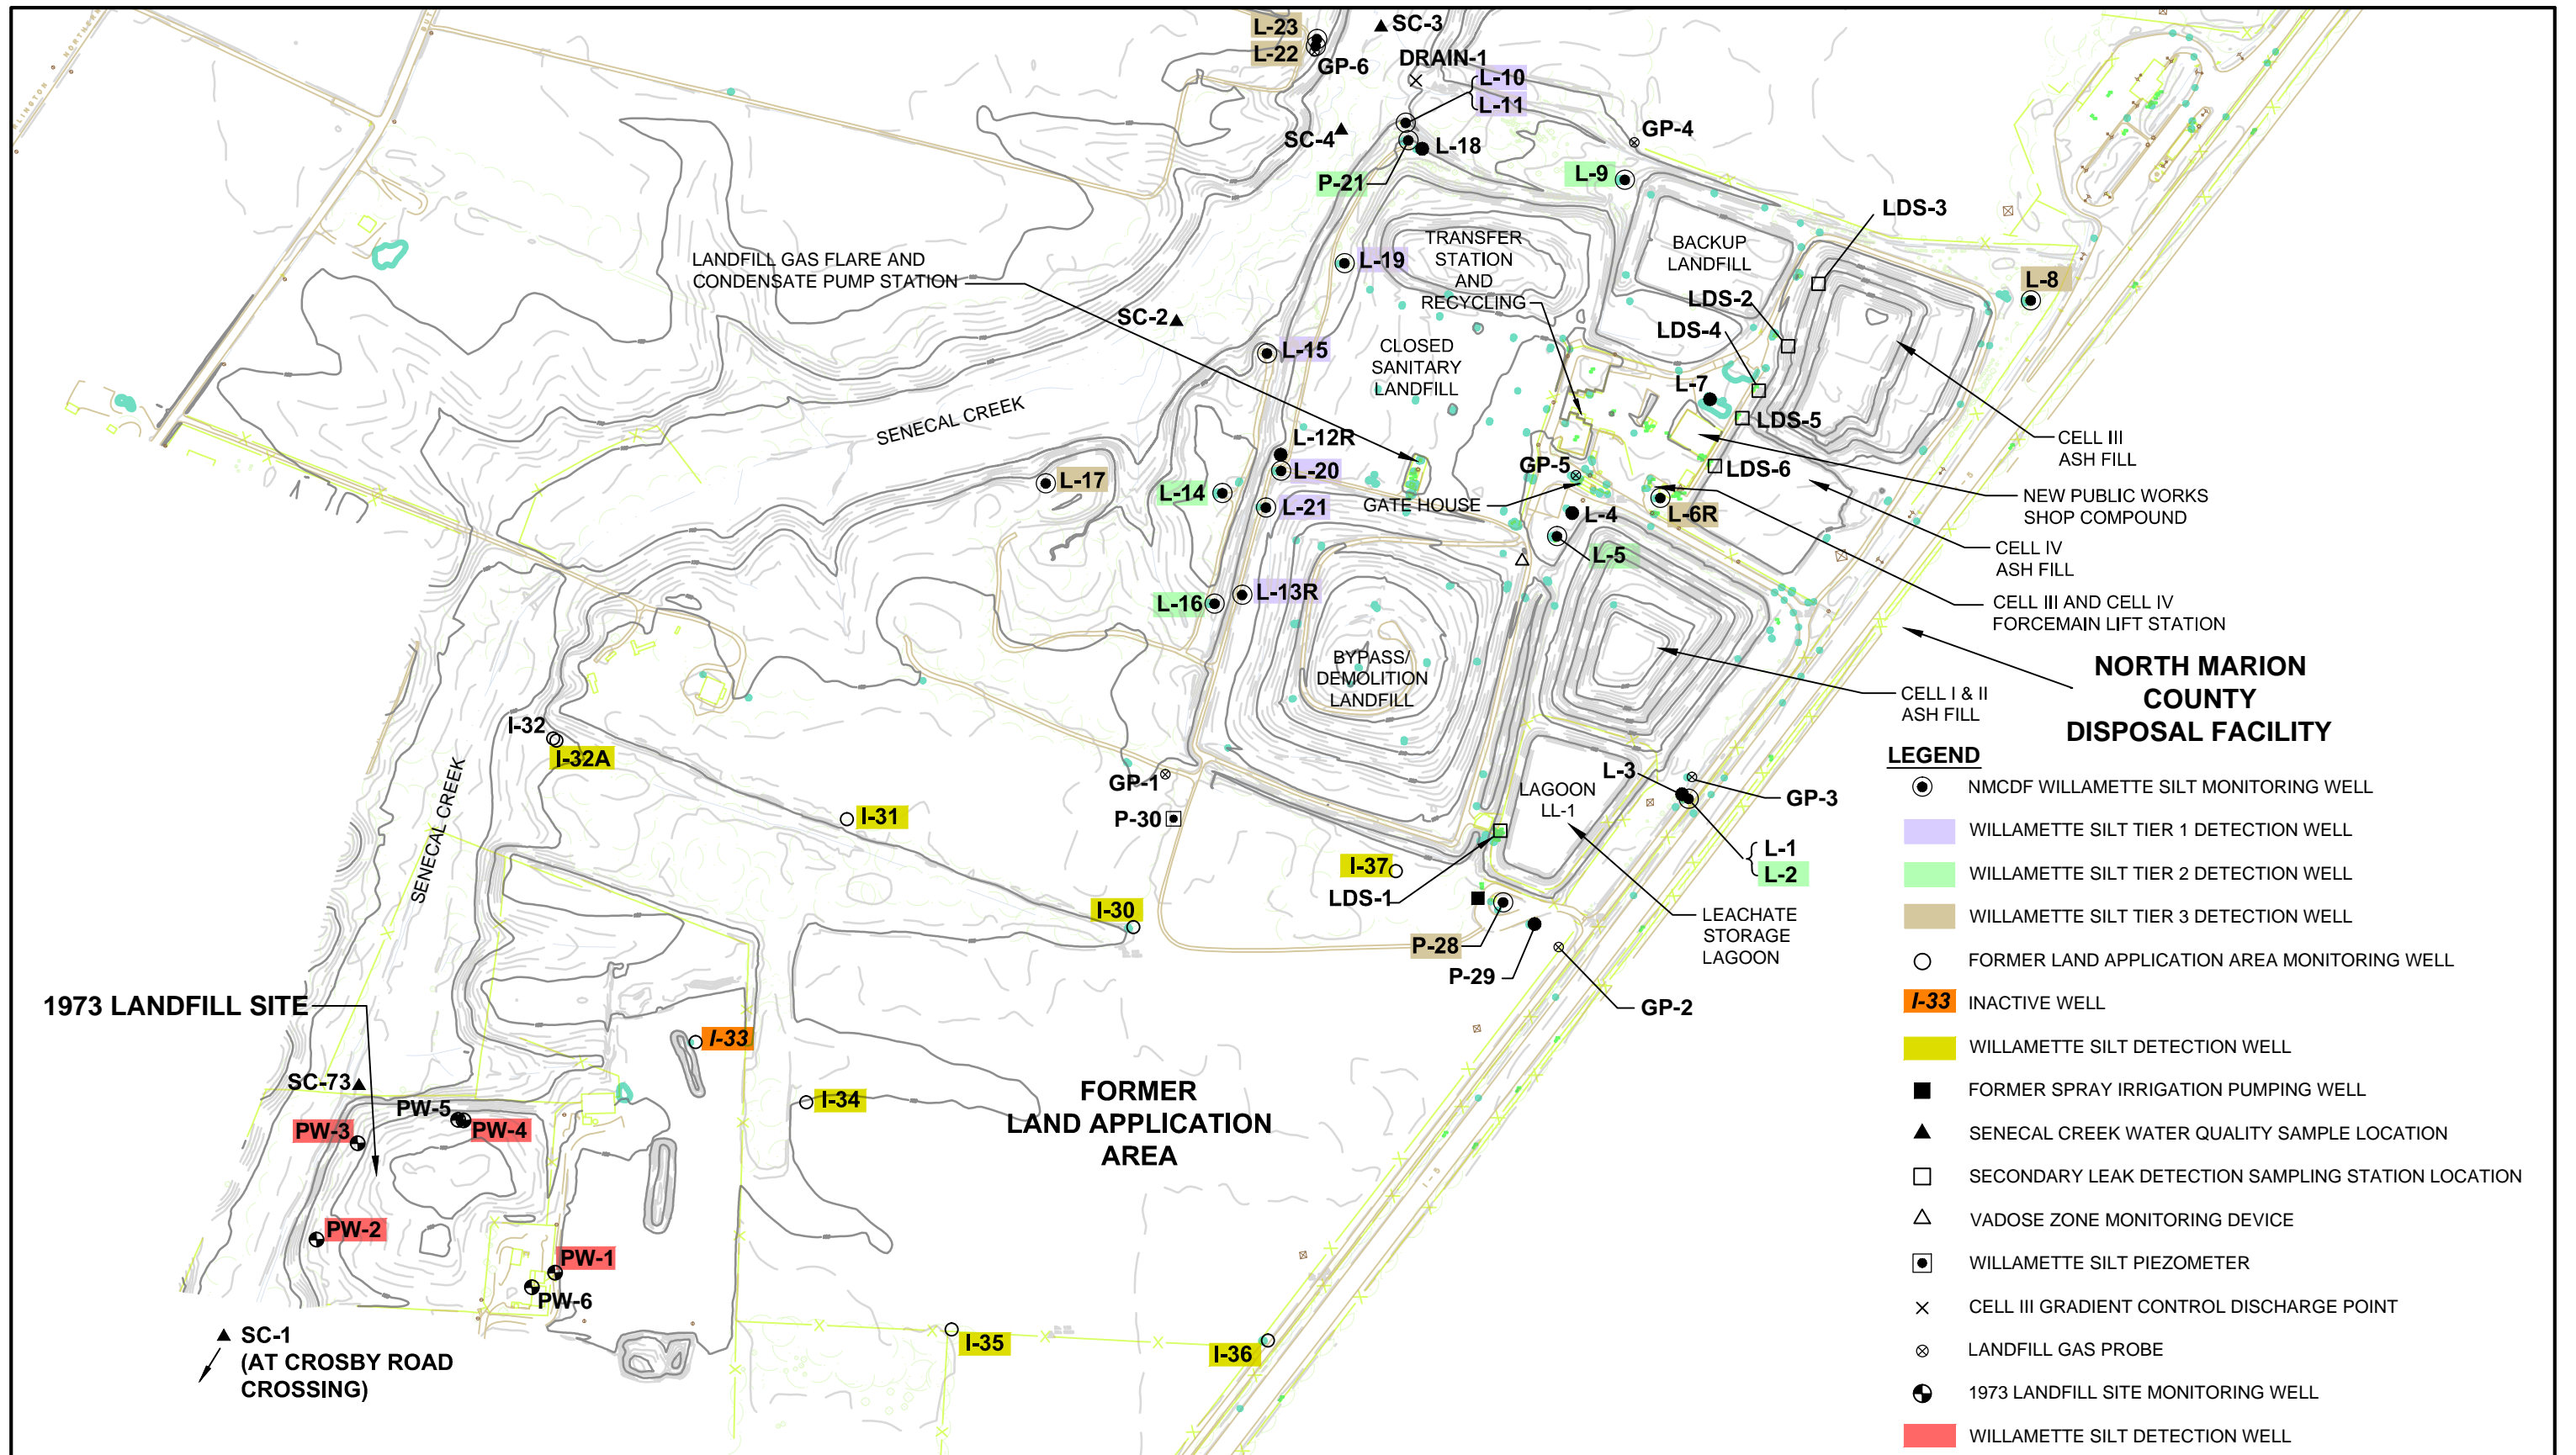 L-23
L-22
GP-6
SC-3
DRAIN-1
L-10
L-11
SC-4
L-18
P-21
GP-4
L-9
LDS-3
L-8
LANDFILL GAS FLARE AND
CONDENSATE PUMP STATION
L-19
TRANSFER
STATION
AND
RECYCLING
BACKUP
LANDFILL
LDS-2
LDS-4
SC-2
L-15
CLOSED
SANITARY
LANDFILL
L-7
LDS-5
SENECAL CREEK
L-12R
L-20
L-17
L-14
L-21
GP-5
GATE HOUSE
LDS-6
L-4
L-6R
L-5
CELL III
ASH FILL
NEW PUBLIC WORKS
SHOP COMPOUND
CELL IV
ASH FILL
CELL III AND CELL IV
FORCEMAIN LIFT STATION
L-16
L-13R
BYPASS/
DEMOLITION
LANDFILL
CELL I & II
ASH FILL
NORTH MARION
COUNTY
DISPOSAL FACILITY
I-32
I-32A
SENECAL CREEK
I-31
GP-1
P-30
I-37
I-30
LDS-1
LAGOON
LL-1
L-3
GP-3
L-1
L-2
LEACHATE
STORAGE
LAGOON
P-28
P-29
GP-2
I-5
1973 LANDFILL SITE
I-33
SC-73
PW-5
PW-4
PW-3
I-34
FORMER
LAND APPLICATION
AREA
PW-2
PW-1
PW-6
SC-1
(AT CROSBY ROAD
CROSSING)
I-35
I-36
LEGEND
NMCDF WILLAMETTE SILT MONITORING WELL
WILLAMETTE SILT TIER 1 DETECTION WELL
WILLAMETTE SILT TIER 2 DETECTION WELL
WILLAMETTE SILT TIER 3 DETECTION WELL
FORMER LAND APPLICATION AREA MONITORING WELL
I-33 INACTIVE WELL
WILLAMETTE SILT DETECTION WELL
FORMER SPRAY IRRIGATION PUMPING WELL
SENECAL CREEK WATER QUALITY SAMPLE LOCATION
SECONDARY LEAK DETECTION SAMPLING STATION LOCATION
VADOSE ZONE MONITORING DEVICE
WILLAMETTE SILT PIEZOMETER
CELL III GRADIENT CONTROL DISCHARGE POINT
LANDFILL GAS PROBE
1973 LANDFILL SITE MONITORING WELL
WILLAMETTE SILT DETECTION WELL